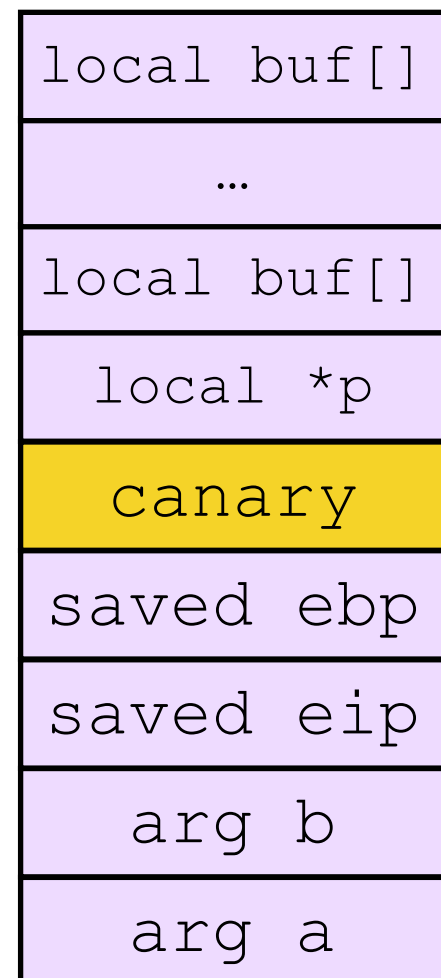 local buf[]
…
local buf[]
local *p
canary
saved ebp
saved eip
arg b
arg a